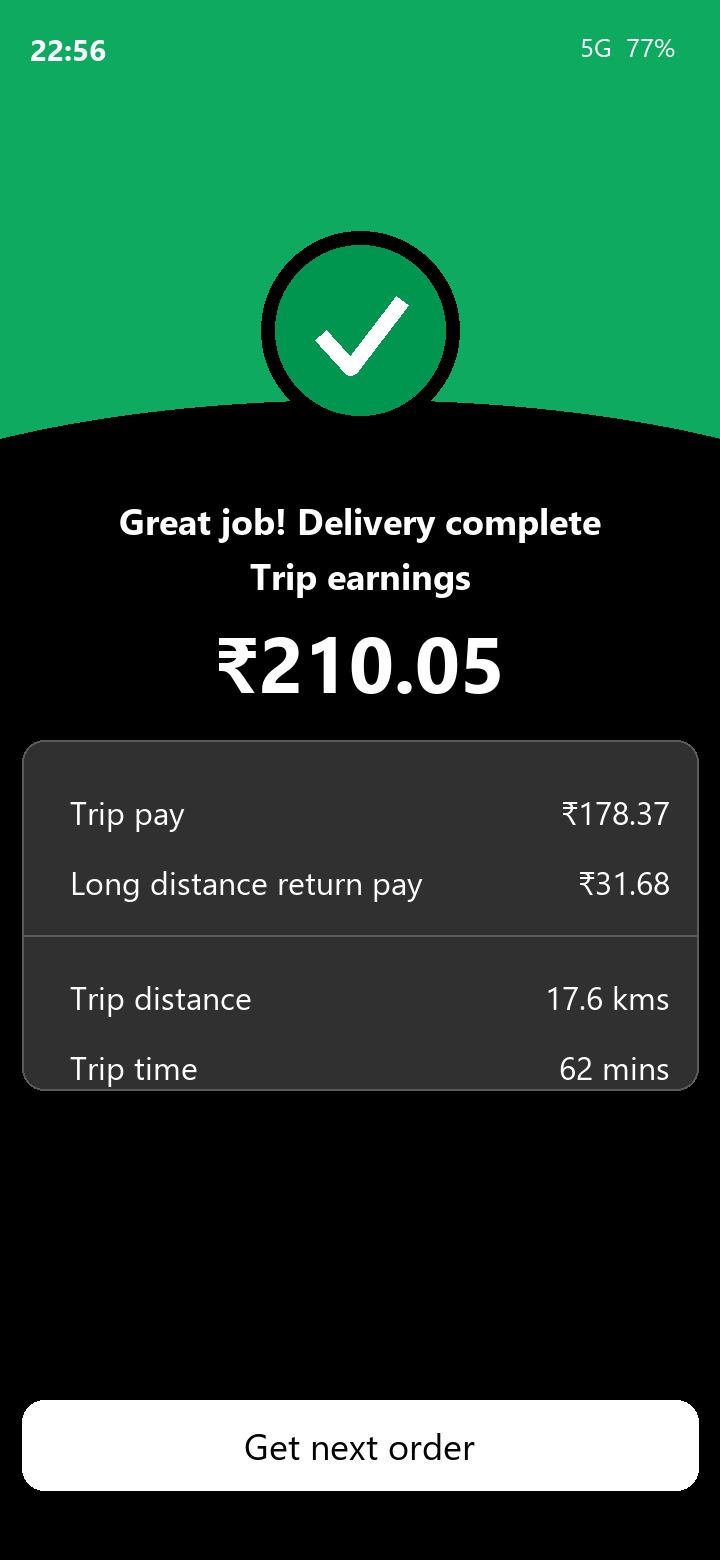 22:56 5G 77%
Great job! Delivery complete
Trip earnings
₹210.05
Trip pay ₹178.37
Long distance return pay ₹31.68
Trip distance 17.6 kms
Trip time 62 mins
Get next order